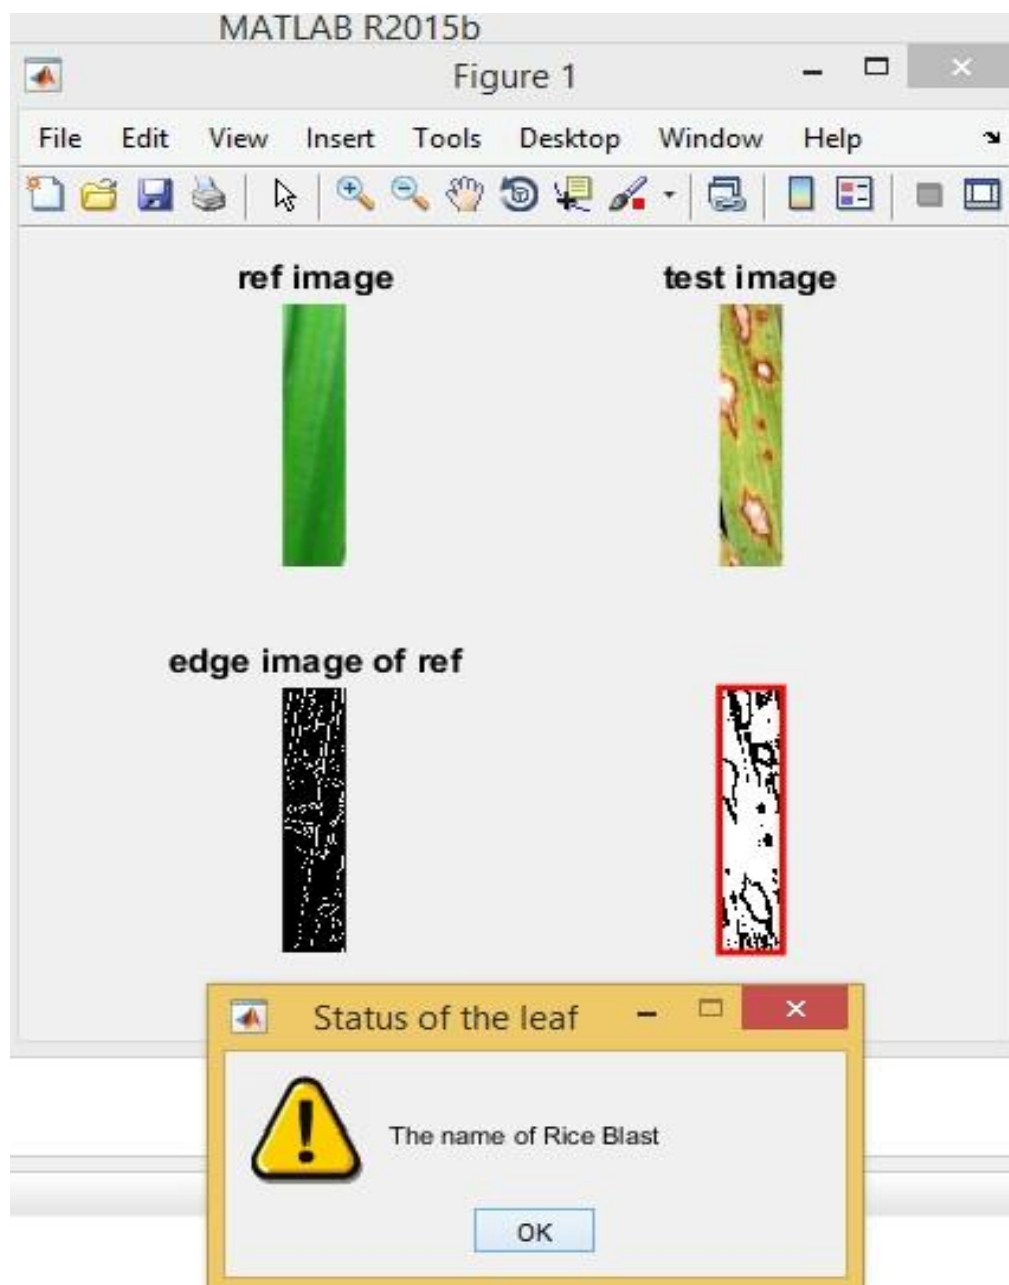 MATLAB R2015b
Figure 1
File Edit View Insert Tools Desktop Window Help
ref image test image
edge image of ref
Status of the leaf
The name of Rice Blast
OK